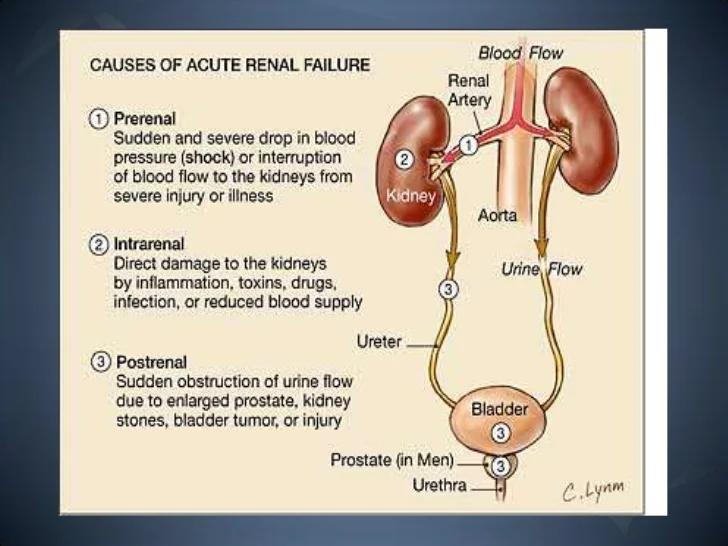 CAUSES OF ACUTE RENAL FAILURE
① Prerenal
Sudden and severe drop in blood
pressure (shock) or interruption
of blood flow to the kidneys from
severe injury or illness
② Intrarenal
Direct damage to the kidneys
by inflammation, toxins, drugs,
infection, or reduced blood supply
③ Postrenal
Sudden obstruction of urine flow
due to enlarged prostate, kidney
stones, bladder tumor, or injury
Blood Flow
Renal
Artery
①
②
Kidney
Aorta
Urine Flow
③
Ureter
Bladder
③
Prostate (in Men)
③
Urethra
C. Lynm